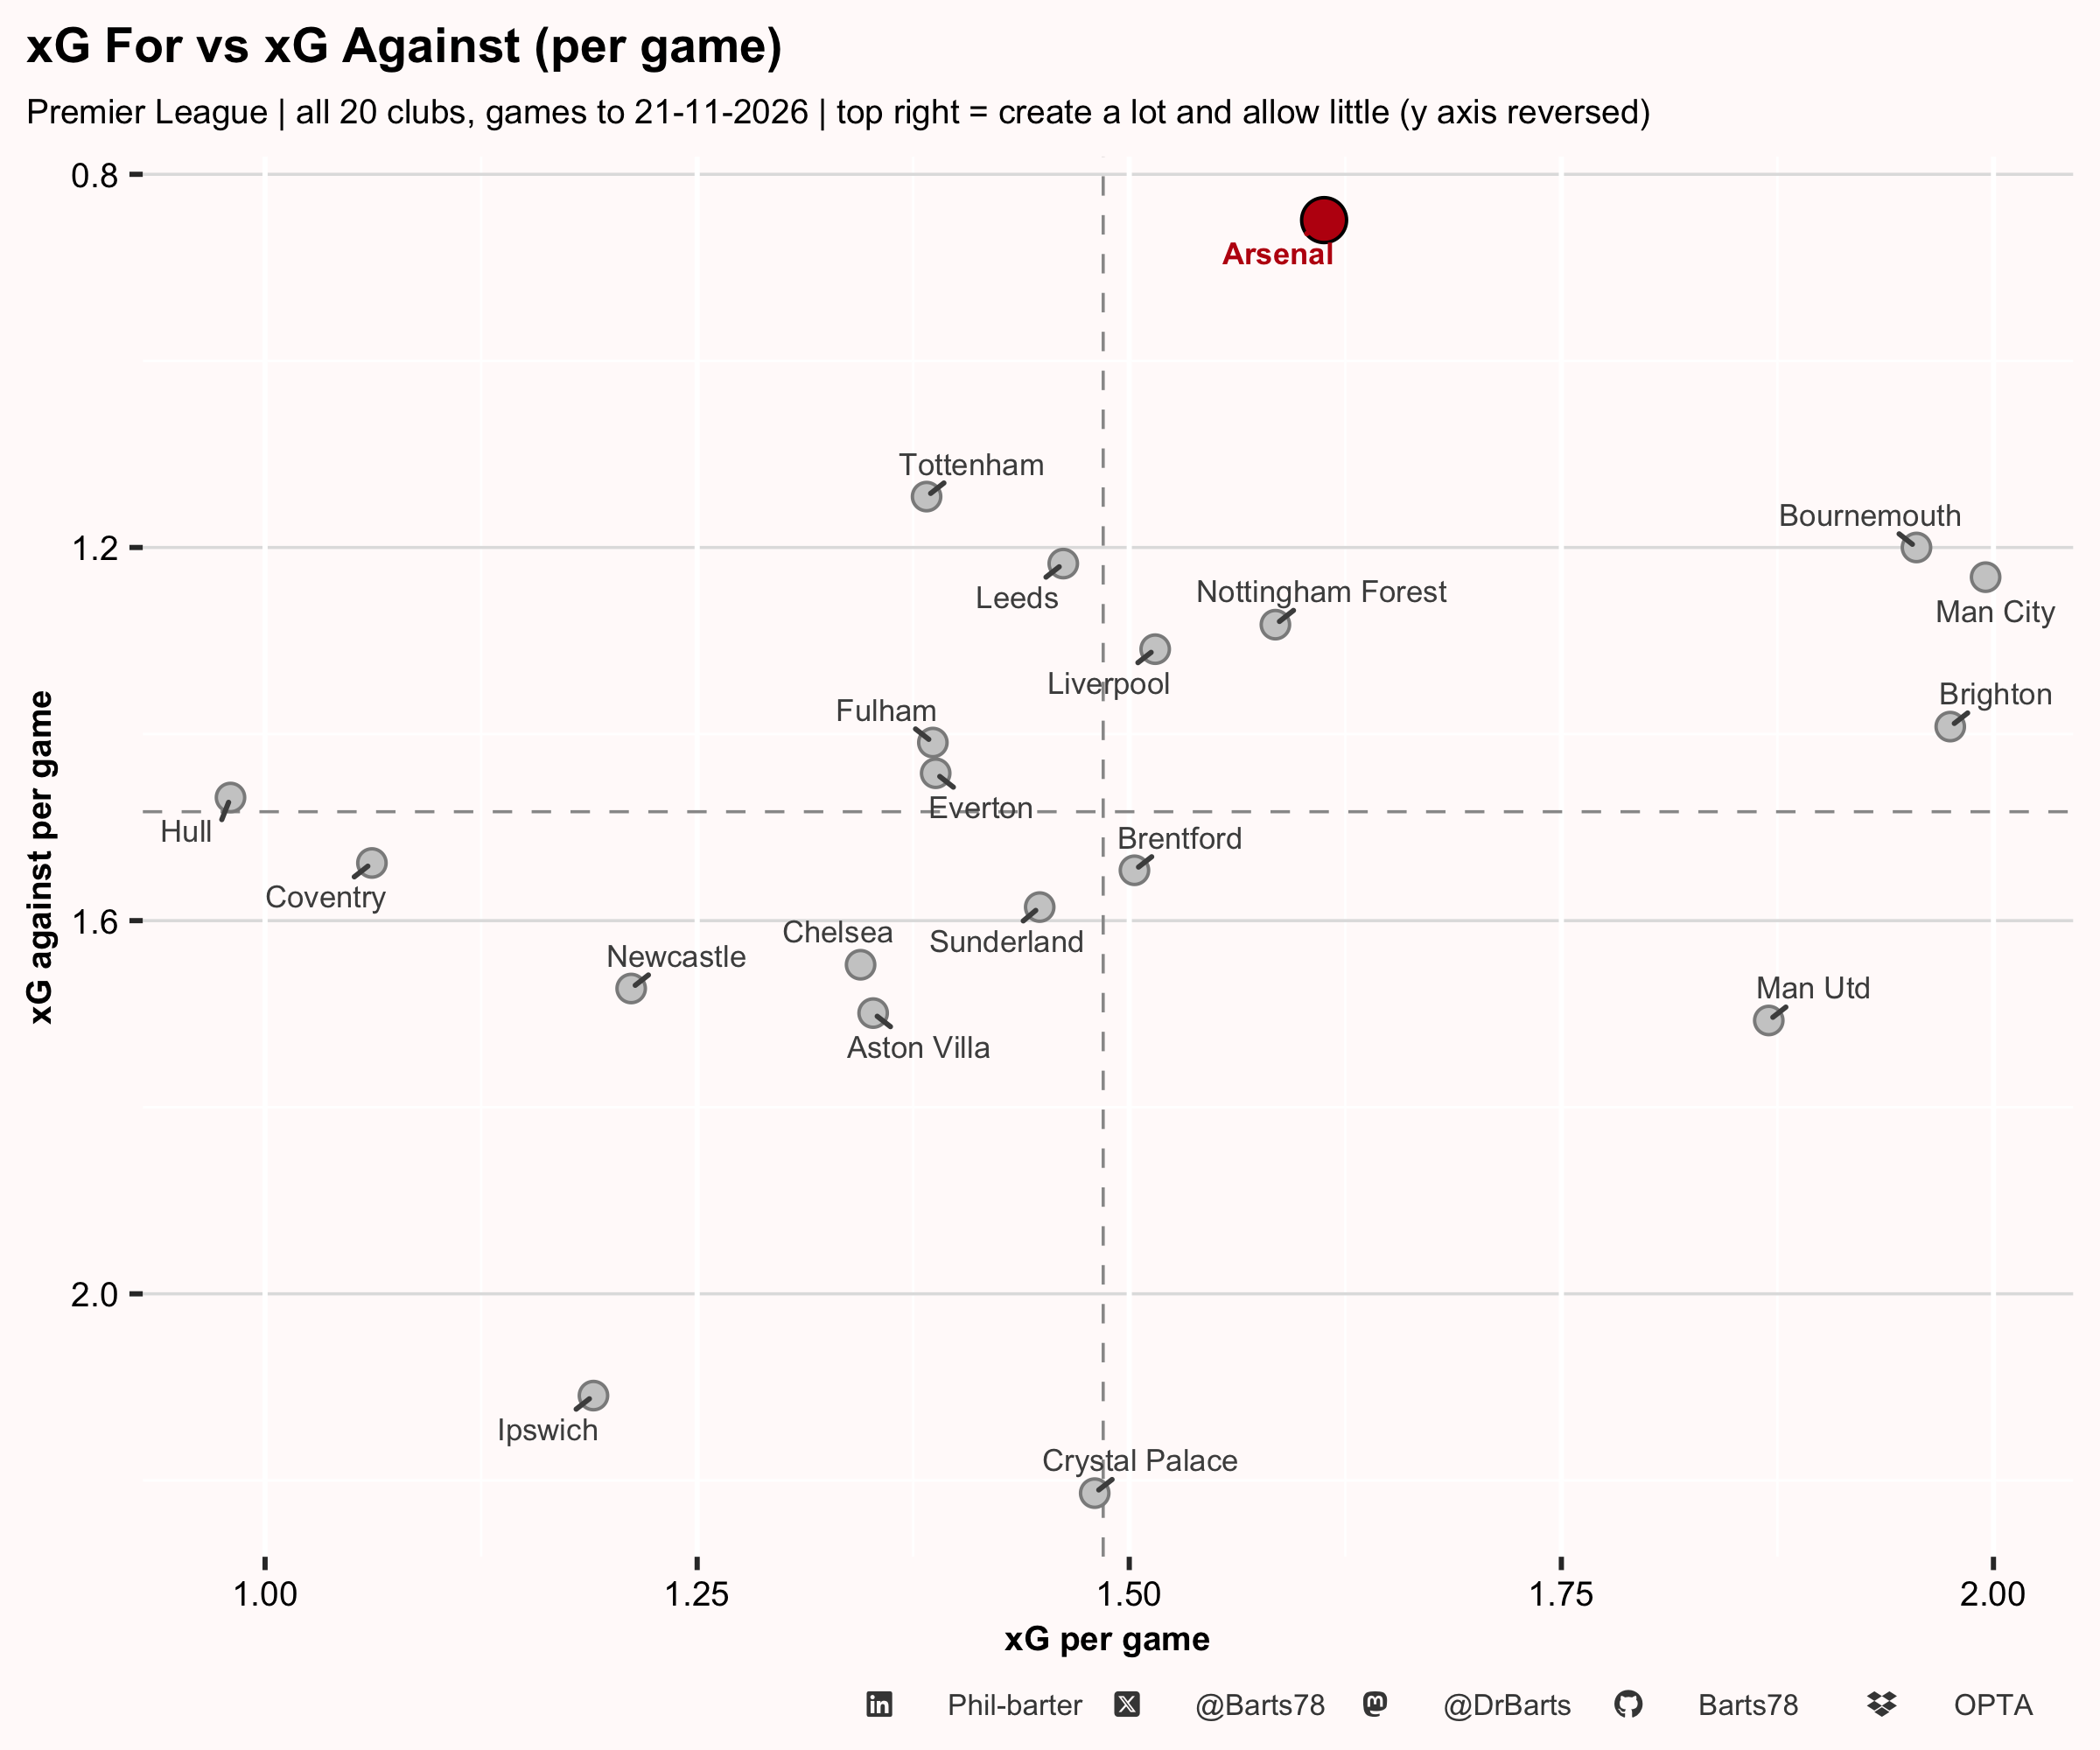 xG For vs xG Against (per game)
Premier League | all 20 clubs, games to 21-11-2026 | top right = create a lot and allow little (y axis reversed)
0.8
Arsenal
Tottenham
Bournemouth
1.2
Leeds
Nottingham Forest
Man City
Liverpool
Brighton
Fulham
xG against per game
Everton
Hull
Brentford
Coventry
1.6
Chelsea
Sunderland
Newcastle
Man Utd
Aston Villa
2.0
Ipswich
Crystal Palace
1.00 1.25 1.50 1.75 2.00
xG per game
Phil-barter @Barts78 @DrBarts Barts78 OPTA